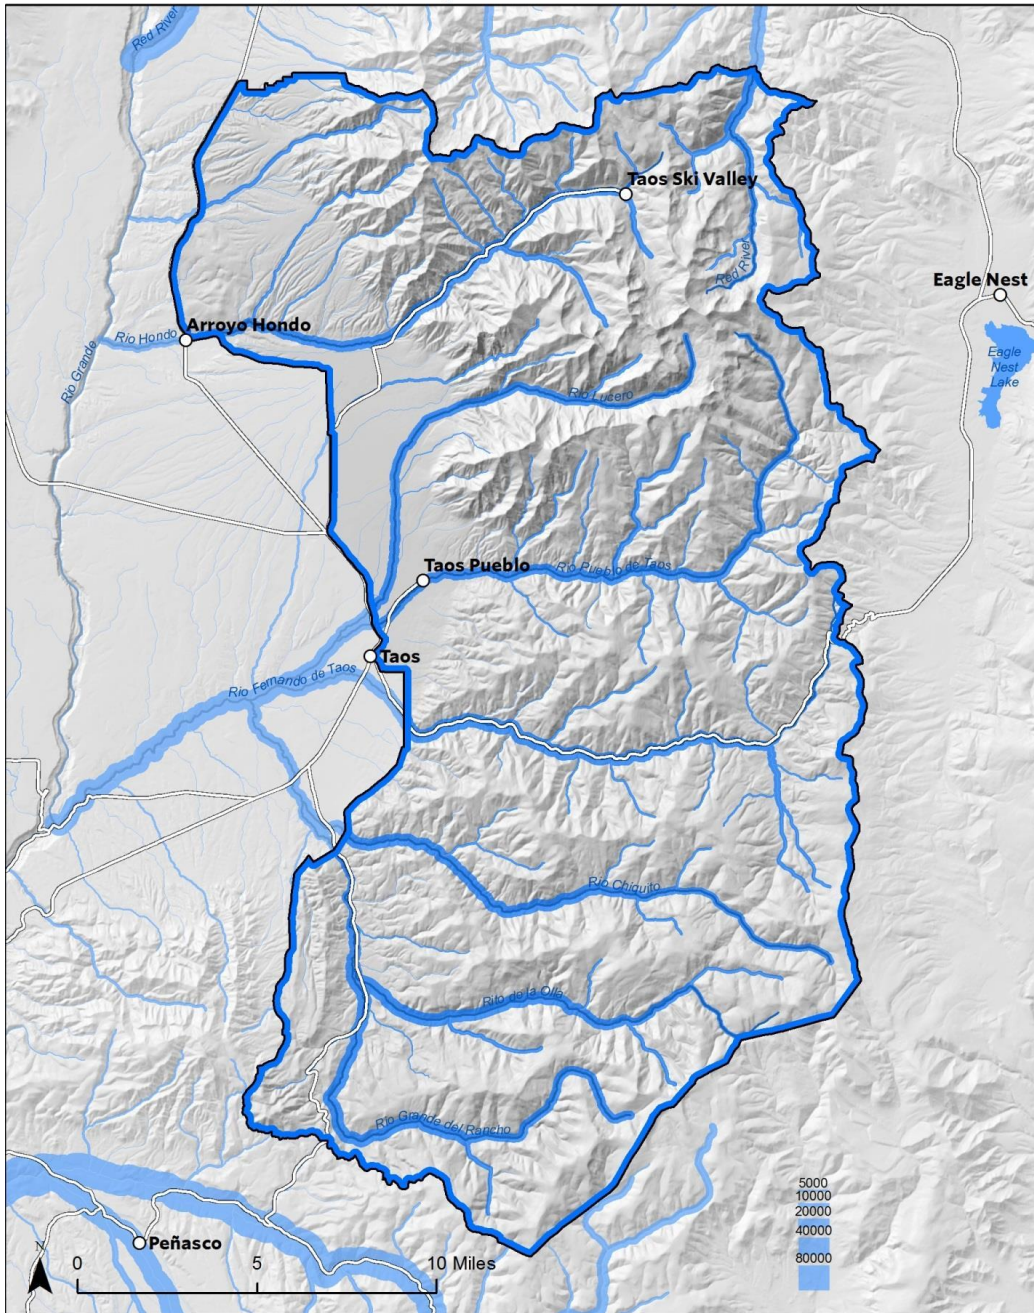 Red River
Taos Ski Valley
Red River
Eagle Nest
Arroyo Hondo
Rio Hondo
Rio Grande
Eagle
Nest
Lake
Rio Lucero
Taos Pueblo
Rio Pueblo de Taos
Taos
Rio Fernando de Taos
Rio Chiquito
Rito de la Olla
Rio Grande del Rancho
5000
10000
20000
40000
80000
Peñasco
N
0 5 10 Miles